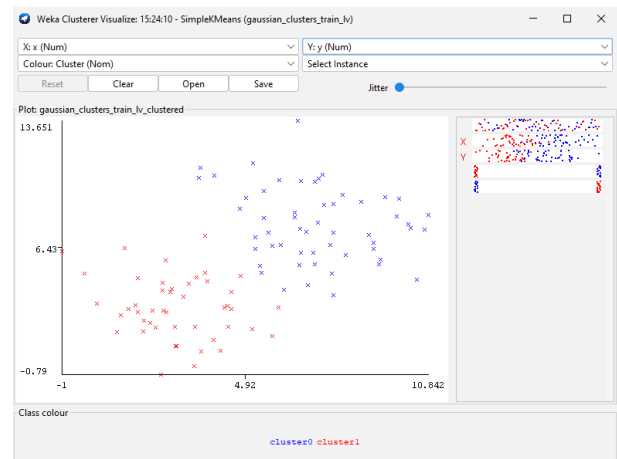 Weka Clusterer Visualize: 15:24:10 - SimpleKMeans (gaussian_clusters_train_lv)
X: x (Num) Y: y (Num)
Colour: Cluster (Nom) Select Instance
Reset Clear Open Save Jitter
Plot: gaussian_clusters_train_lv_clustered
13.651
X
Y
6.43
-0.79
-1 4.92 10.842
Class colour
cluster0 cluster1